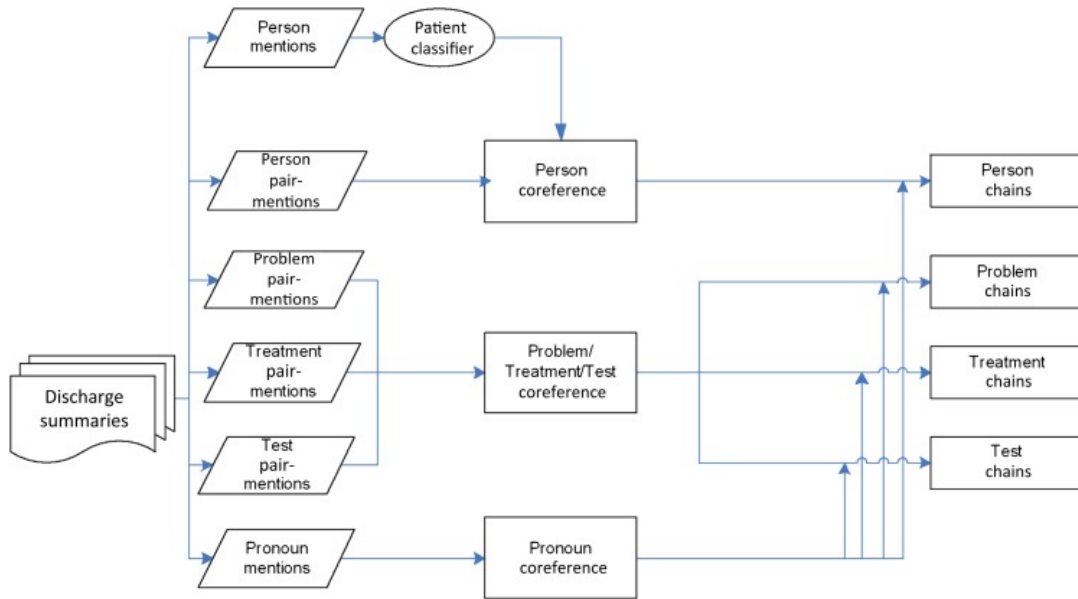 Person
mentions
Patient
classifier
Person
pair-
mentions
Person
coreference
Person
chains
Problem
pair-
mentions
Problem
chains
Discharge
summaries
Treatment
pair-
mentions
Problem/
Treatment/Test
coreference
Treatment
chains
Test
pair-
mentions
Test
chains
Pronoun
mentions
Pronoun
coreference